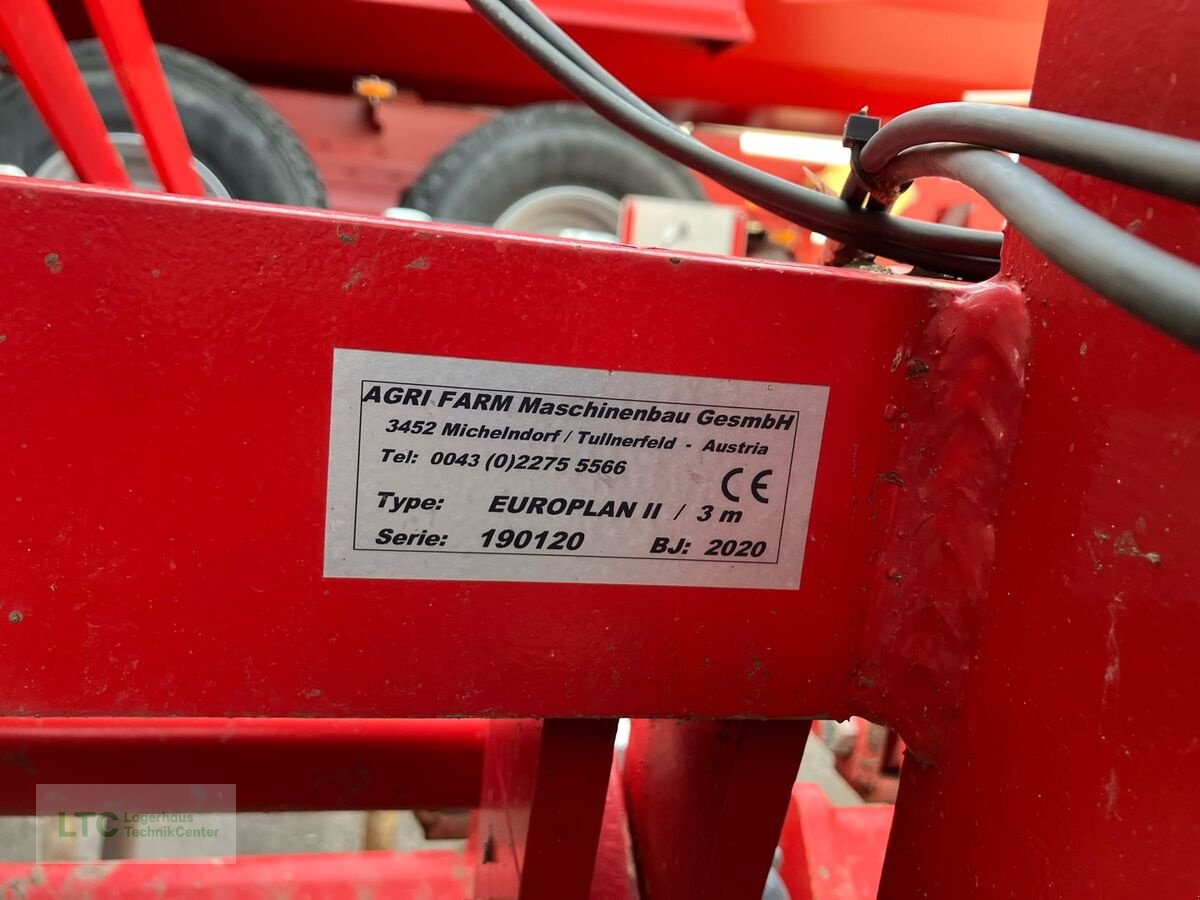 AGRI FARM Maschinenbau GesmbH
3452 Michelndorf / Tullnerfeld - Austria
Tel: 0043 (0)2275 5566
CE
Type: EUROPLAN II / 3 m
Serie: 190120 BJ: 2020
LTC Lagerhaus
TechnikCenter